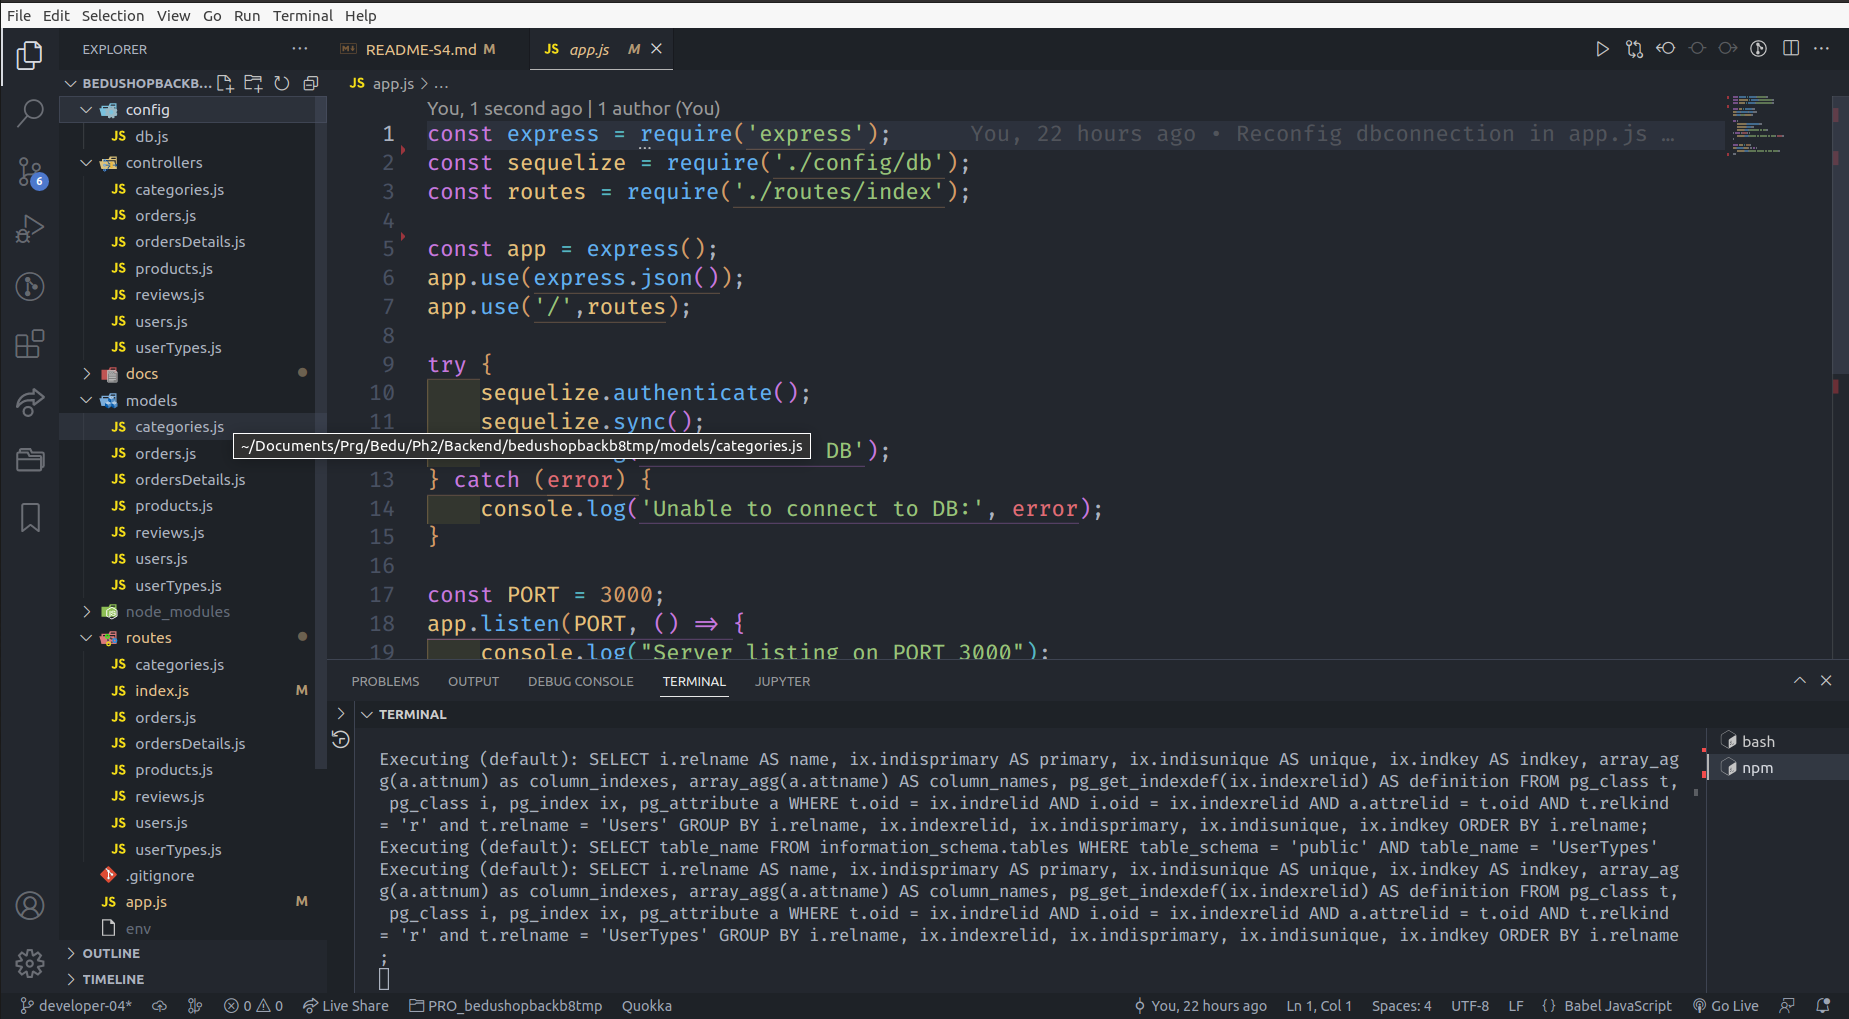 File Edit Selection View Go Run Terminal Help
EXPLORER
README-S4.md M
JS app.js M
BEDUSHOPBACKB...
JS app.js > ...
config
JS db.js
controllers
JS categories.js
JS orders.js
JS ordersDetails.js
JS products.js
JS reviews.js
JS users.js
JS userTypes.js
docs
models
JS categories.js
JS orders.js
JS ordersDetails.js
JS products.js
JS reviews.js
JS users.js
JS userTypes.js
node_modules
routes
JS categories.js
JS index.js M
JS orders.js
JS ordersDetails.js
JS products.js
JS reviews.js
JS users.js
JS userTypes.js
.gitignore
JS app.js M
env
OUTLINE
TIMELINE
6
You, 1 second ago | 1 author (You)
1 const express = require('express'); You, 22 hours ago • Reconfig dbconnection in app.js …
2 const sequelize = require('./config/db');
3 const routes = require('./routes/index');
4
5 const app = express();
6 app.use(express.json());
7 app.use('/',routes);
8
9 try {
10 sequelize.authenticate();
11 sequelize.sync();
~/Documents/Prg/Bedu/Ph2/Backend/bedushopbackb8tmp/models/categories.js
DB');
13 } catch (error) {
14 console.log('Unable to connect to DB:', error);
15 }
16
17 const PORT = 3000;
18 app.listen(PORT, () => {
19 console.log("Server listing on PORT 3000");
PROBLEMS OUTPUT DEBUG CONSOLE TERMINAL JUPYTER
TERMINAL
Executing (default): SELECT i.relname AS name, ix.indisprimary AS primary, ix.indisunique AS unique, ix.indkey AS indkey, array_ag
g(a.attnum) as column_indexes, array_agg(a.attname) AS column_names, pg_get_indexdef(ix.indexrelid) AS definition FROM pg_class t,
pg_class i, pg_index ix, pg_attribute a WHERE t.oid = ix.indrelid AND i.oid = ix.indexrelid AND a.attrelid = t.oid AND t.relkind
= 'r' and t.relname = 'Users' GROUP BY i.relname, ix.indexrelid, ix.indisprimary, ix.indisunique, ix.indkey ORDER BY i.relname;
Executing (default): SELECT table_name FROM information_schema.tables WHERE table_schema = 'public' AND table_name = 'UserTypes'
Executing (default): SELECT i.relname AS name, ix.indisprimary AS primary, ix.indisunique AS unique, ix.indkey AS indkey, array_ag
g(a.attnum) as column_indexes, array_agg(a.attname) AS column_names, pg_get_indexdef(ix.indexrelid) AS definition FROM pg_class t,
pg_class i, pg_index ix, pg_attribute a WHERE t.oid = ix.indrelid AND i.oid = ix.indexrelid AND a.attrelid = t.oid AND t.relkind
= 'r' and t.relname = 'UserTypes' GROUP BY i.relname, ix.indexrelid, ix.indisprimary, ix.indisunique, ix.indkey ORDER BY i.relname
;
bash
npm
developer-04* 0 0 Live Share PRO_bedushopbackb8tmp Quokka You, 22 hours ago Ln 1, Col 1 Spaces: 4 UTF-8 LF {} Babel JavaScript Go Live